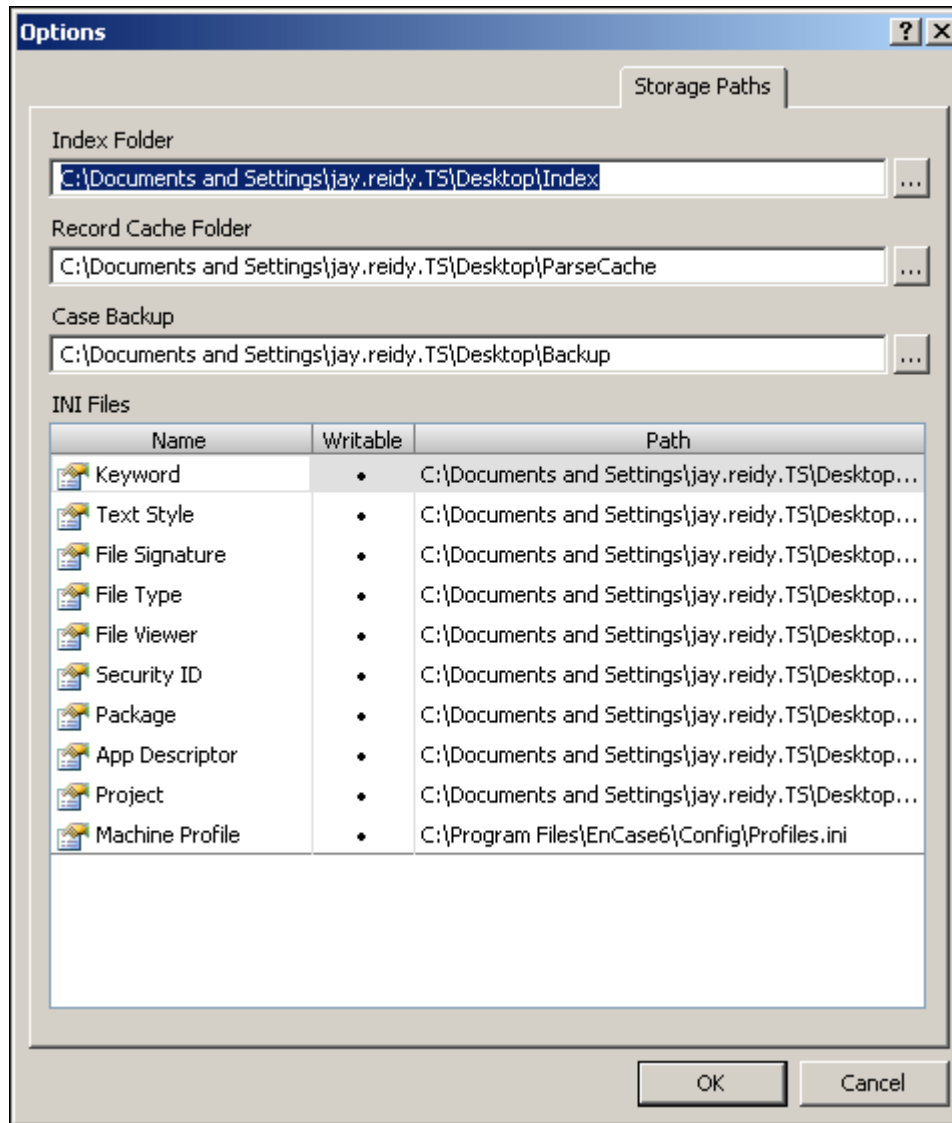 Options
Storage Paths
Index Folder
C:\Documents and Settings\jay.reidy.TS\Desktop\Index
...
Record Cache Folder
C:\Documents and Settings\jay.reidy.TS\Desktop\ParseCache
...
Case Backup
C:\Documents and Settings\jay.reidy.TS\Desktop\Backup
...
INI Files
Name Writable Path
Keyword • C:\Documents and Settings\jay.reidy.TS\Desktop...
Text Style • C:\Documents and Settings\jay.reidy.TS\Desktop...
File Signature • C:\Documents and Settings\jay.reidy.TS\Desktop...
File Type • C:\Documents and Settings\jay.reidy.TS\Desktop...
File Viewer • C:\Documents and Settings\jay.reidy.TS\Desktop...
Security ID • C:\Documents and Settings\jay.reidy.TS\Desktop...
Package • C:\Documents and Settings\jay.reidy.TS\Desktop...
App Descriptor • C:\Documents and Settings\jay.reidy.TS\Desktop...
Project • C:\Documents and Settings\jay.reidy.TS\Desktop...
Machine Profile • C:\Program Files\EnCase6\Config\Profiles.ini
OK Cancel